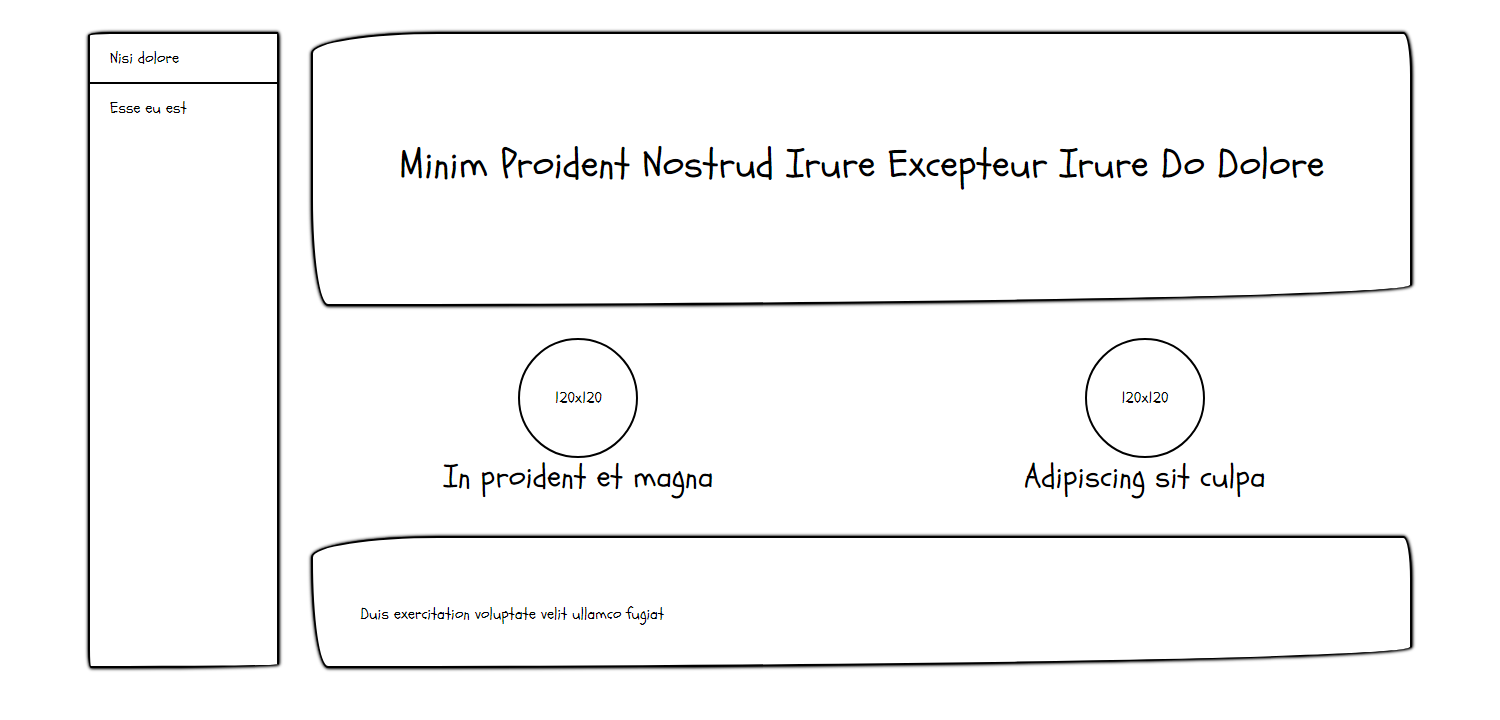 Nisi dolore
Esse eu est
Minim Proident Nostrud Irure Excepteur Irure Do Dolore
120x120
120x120
In proident et magna
Adipiscing sit culpa
Duis exercitation voluptate velit ullamco fugiat